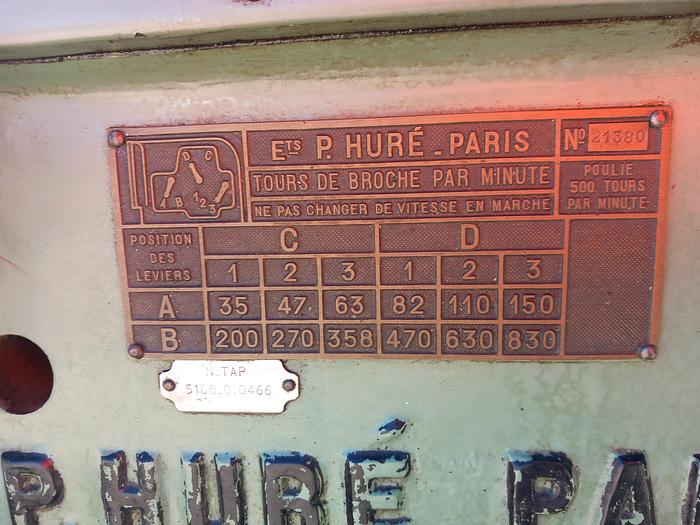 D C
A B 1 2 3
Ets P. HURÉ - PARIS
No 21380
TOURS DE BROCHE PAR MINUTE
NE PAS CHANGER DE VITESSE EN MARCHE
POULIE
500 TOURS
PAR MINUTE
POSITION
DES
LEVIERS
C D
1 2 3 1 2 3
A 35 47 63 82 110 150
B 200 270 358 470 630 830
N.TAP
5108.0.0466
P. HURÉ PA